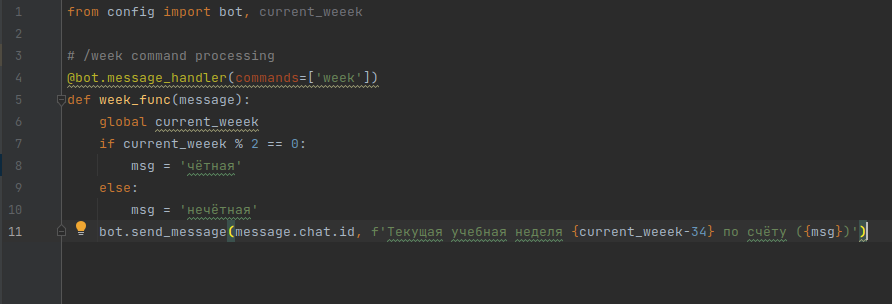 1 from config import bot, current_weeek
2
3 # /week command processing
4 @bot.message_handler(commands=['week'])
5 def week_func(message):
6 global current_weeek
7 if current_weeek % 2 == 0:
8 msg = 'чётная'
9 else:
10 msg = 'нечётная'
11 bot.send_message(message.chat.id, f'Текущая учебная неделя {current_weeek-34} по счёту ({msg})')